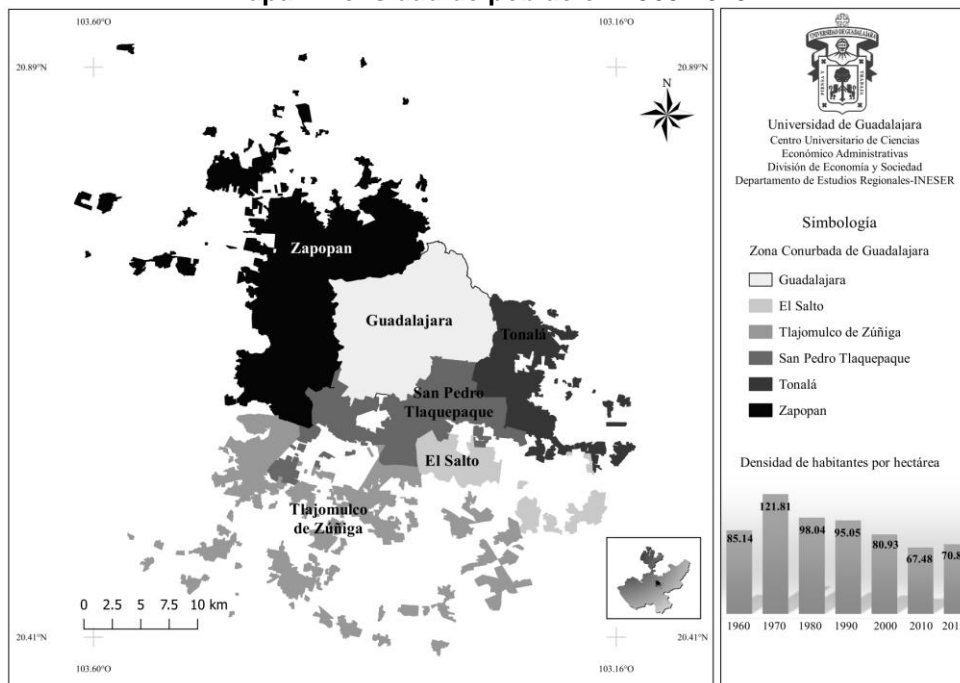 103.60°O
103.16°O
20.89°N
20.89°N
N
Zapopan
Guadalajara
Tonalá
San Pedro
Tlaquepaque
El Salto
Tlajomulco
de Zúñiga
0 2.5 5 7.5 10 km
20.41°N
20.41°N
103.60°O
103.16°O
Universidad de Guadalajara
Centro Universitario de Ciencias
Económico Administrativas
División de Economía y Sociedad
Departamento de Estudios Regionales-INESER
Simbología
Zona Conurbada de Guadalajara
Guadalajara
El Salto
Tlajomulco de Zúñiga
San Pedro Tlaquepaque
Tonalá
Zapopan
Densidad de habitantes por hectárea
85.14 121.81 98.04 95.05 80.93 67.48 70.8
1960 1970 1980 1990 2000 2010 201